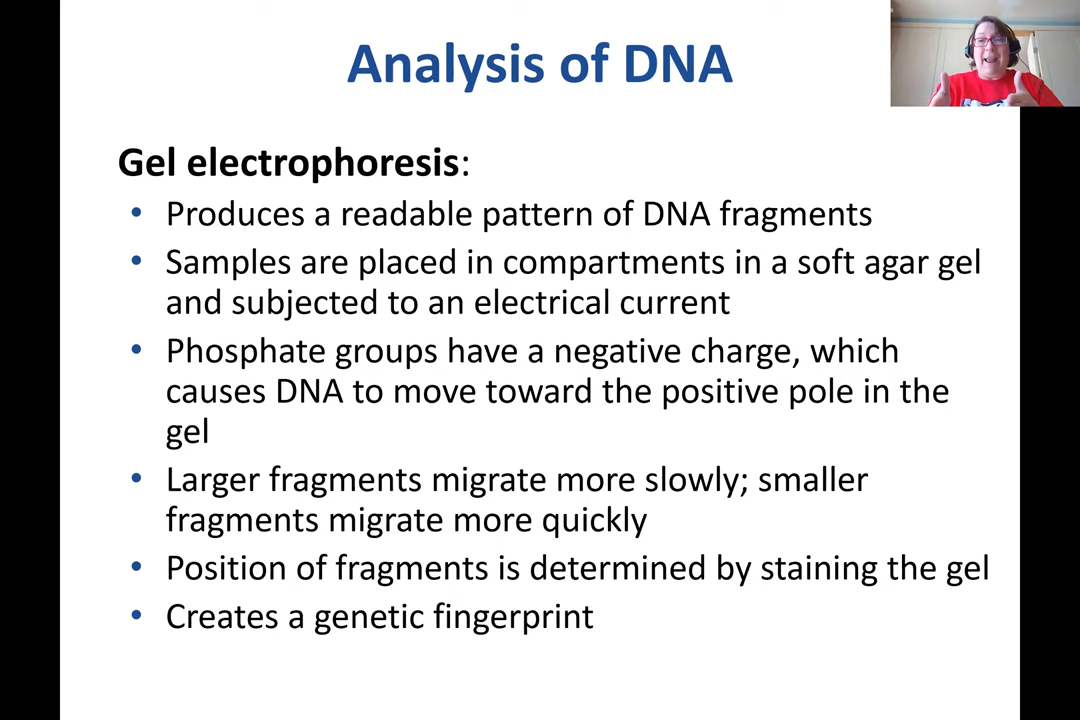 Analysis of DNA
Gel electrophoresis:
• Produces a readable pattern of DNA fragments
• Samples are placed in compartments in a soft agar gel
and subjected to an electrical current
• Phosphate groups have a negative charge, which
causes DNA to move toward the positive pole in the
gel
• Larger fragments migrate more slowly; smaller
fragments migrate more quickly
• Position of fragments is determined by staining the gel
• Creates a genetic fingerprint